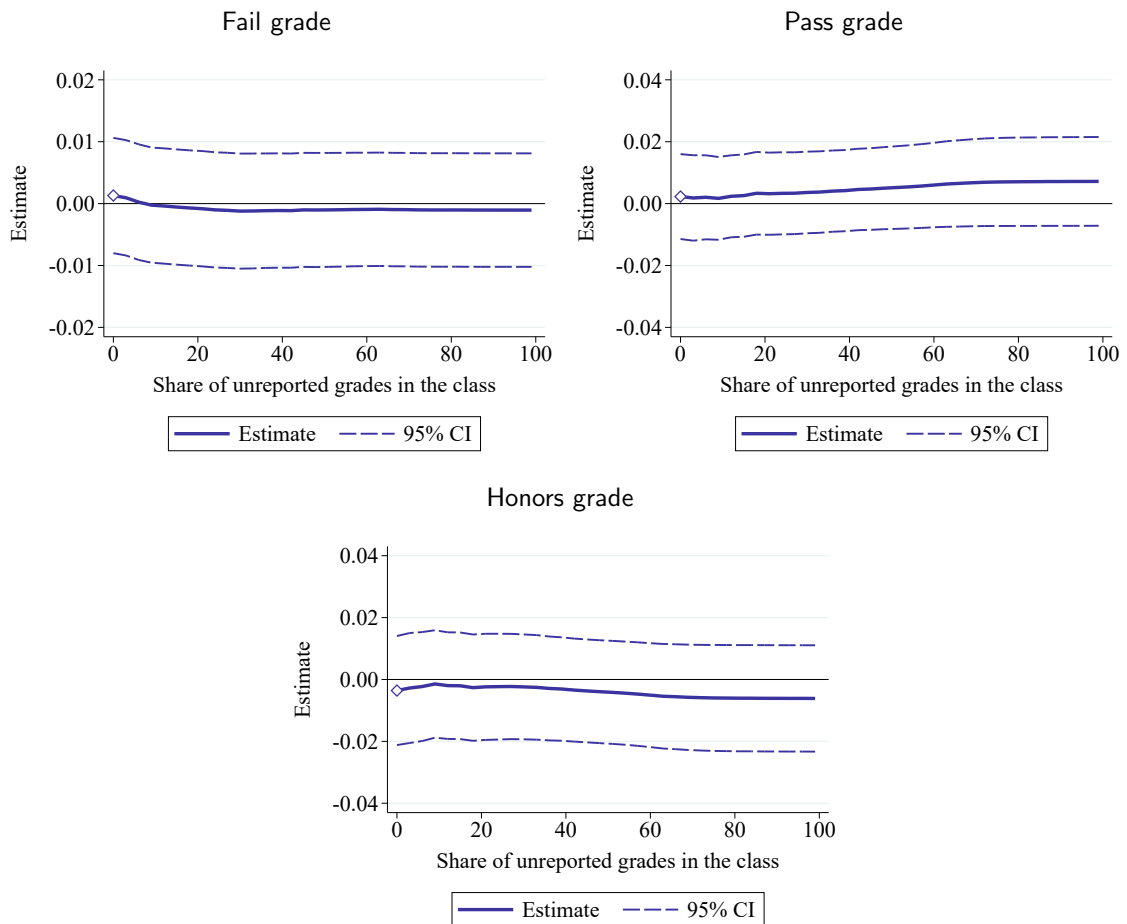 Fail grade
0.02
0.01
0.00
-0.01
-0.02
Estimate
0 20 40 60 80 100
Share of unreported grades in the class
Estimate 95% CI
Pass grade
0.04
0.02
0.00
-0.02
-0.04
Estimate
0 20 40 60 80 100
Share of unreported grades in the class
Estimate 95% CI
Honors grade
0.04
0.02
0.00
-0.02
-0.04
Estimate
0 20 40 60 80 100
Share of unreported grades in the class
Estimate 95% CI